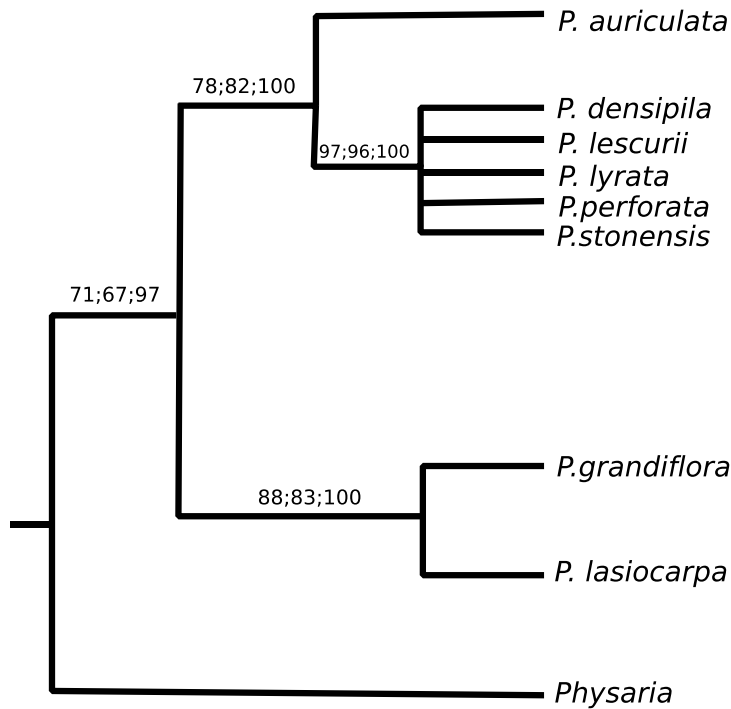 P. auriculata
78;82;100
P. densipila
P. lescurii
97;96;100
P. lyrata
P.perforata
P.stonensis
71;67;97
P.grandiflora
88;83;100
P. lasiocarpa
Physaria